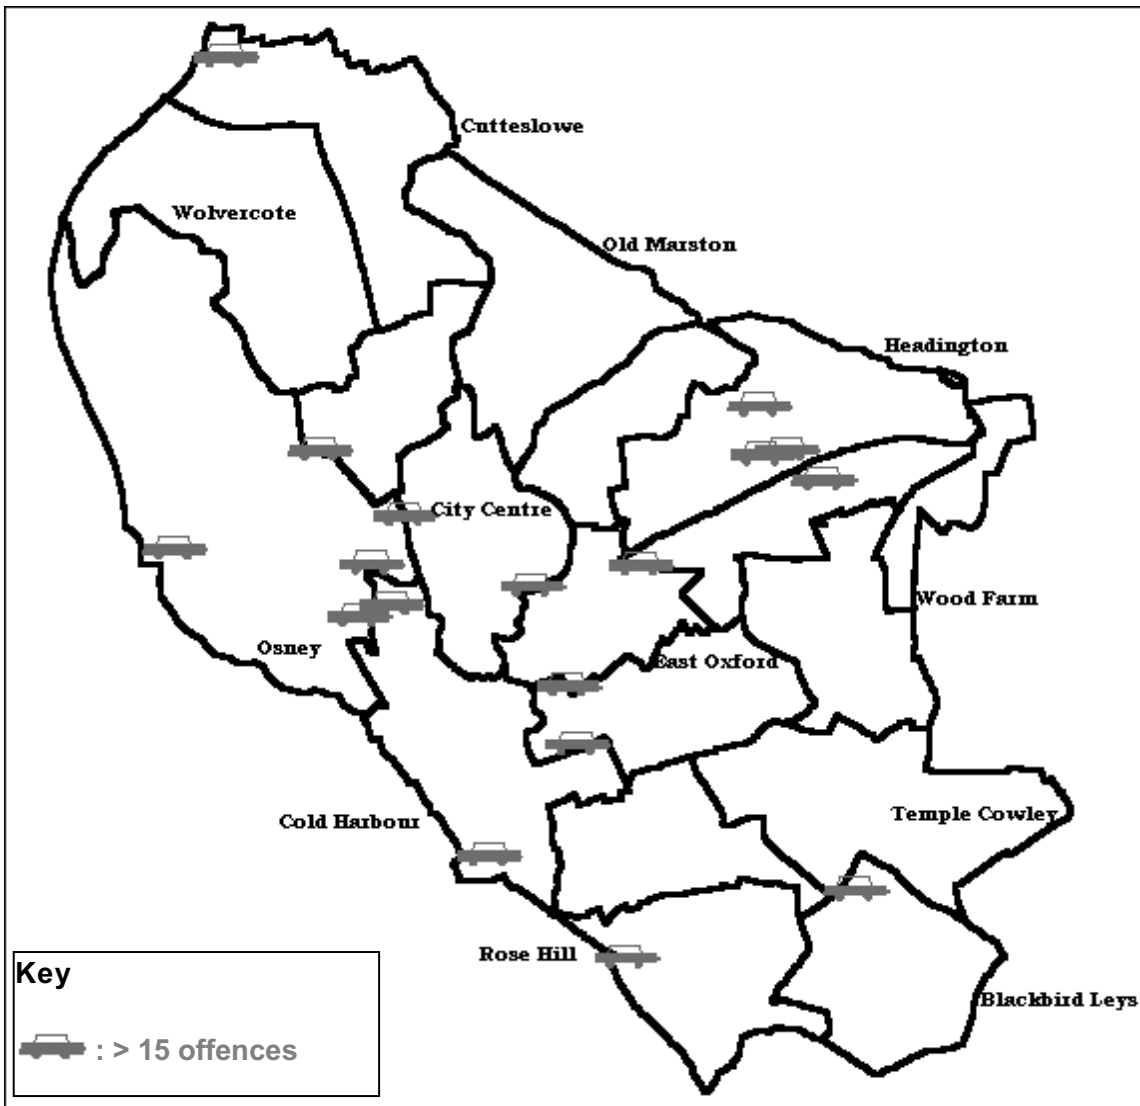 Cutteslowe
Wolvercote
Old Marston
Headington
City Centre
Wood Farm
Osney
East Oxford
Cold Harbour
Temple Cowley
Rose Hill
Blackbird Leys
Key
: > 15 offences